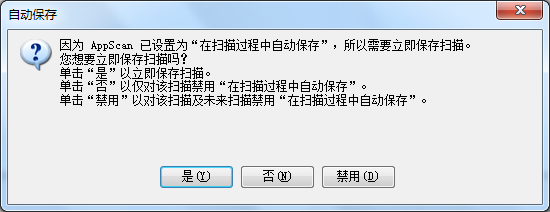 自动保存
因为 AppScan 已设置为“在扫描过程中自动保存”，所以需要立即保存扫描。
您想要立即保存扫描吗？
单击“是”以立即保存扫描。
单击“否”以仅对该扫描禁用“在扫描过程中自动保存”。
单击“禁用”以对该扫描及未来扫描禁用“在扫描过程中自动保存”。
是(Y) 否(N) 禁用(D)